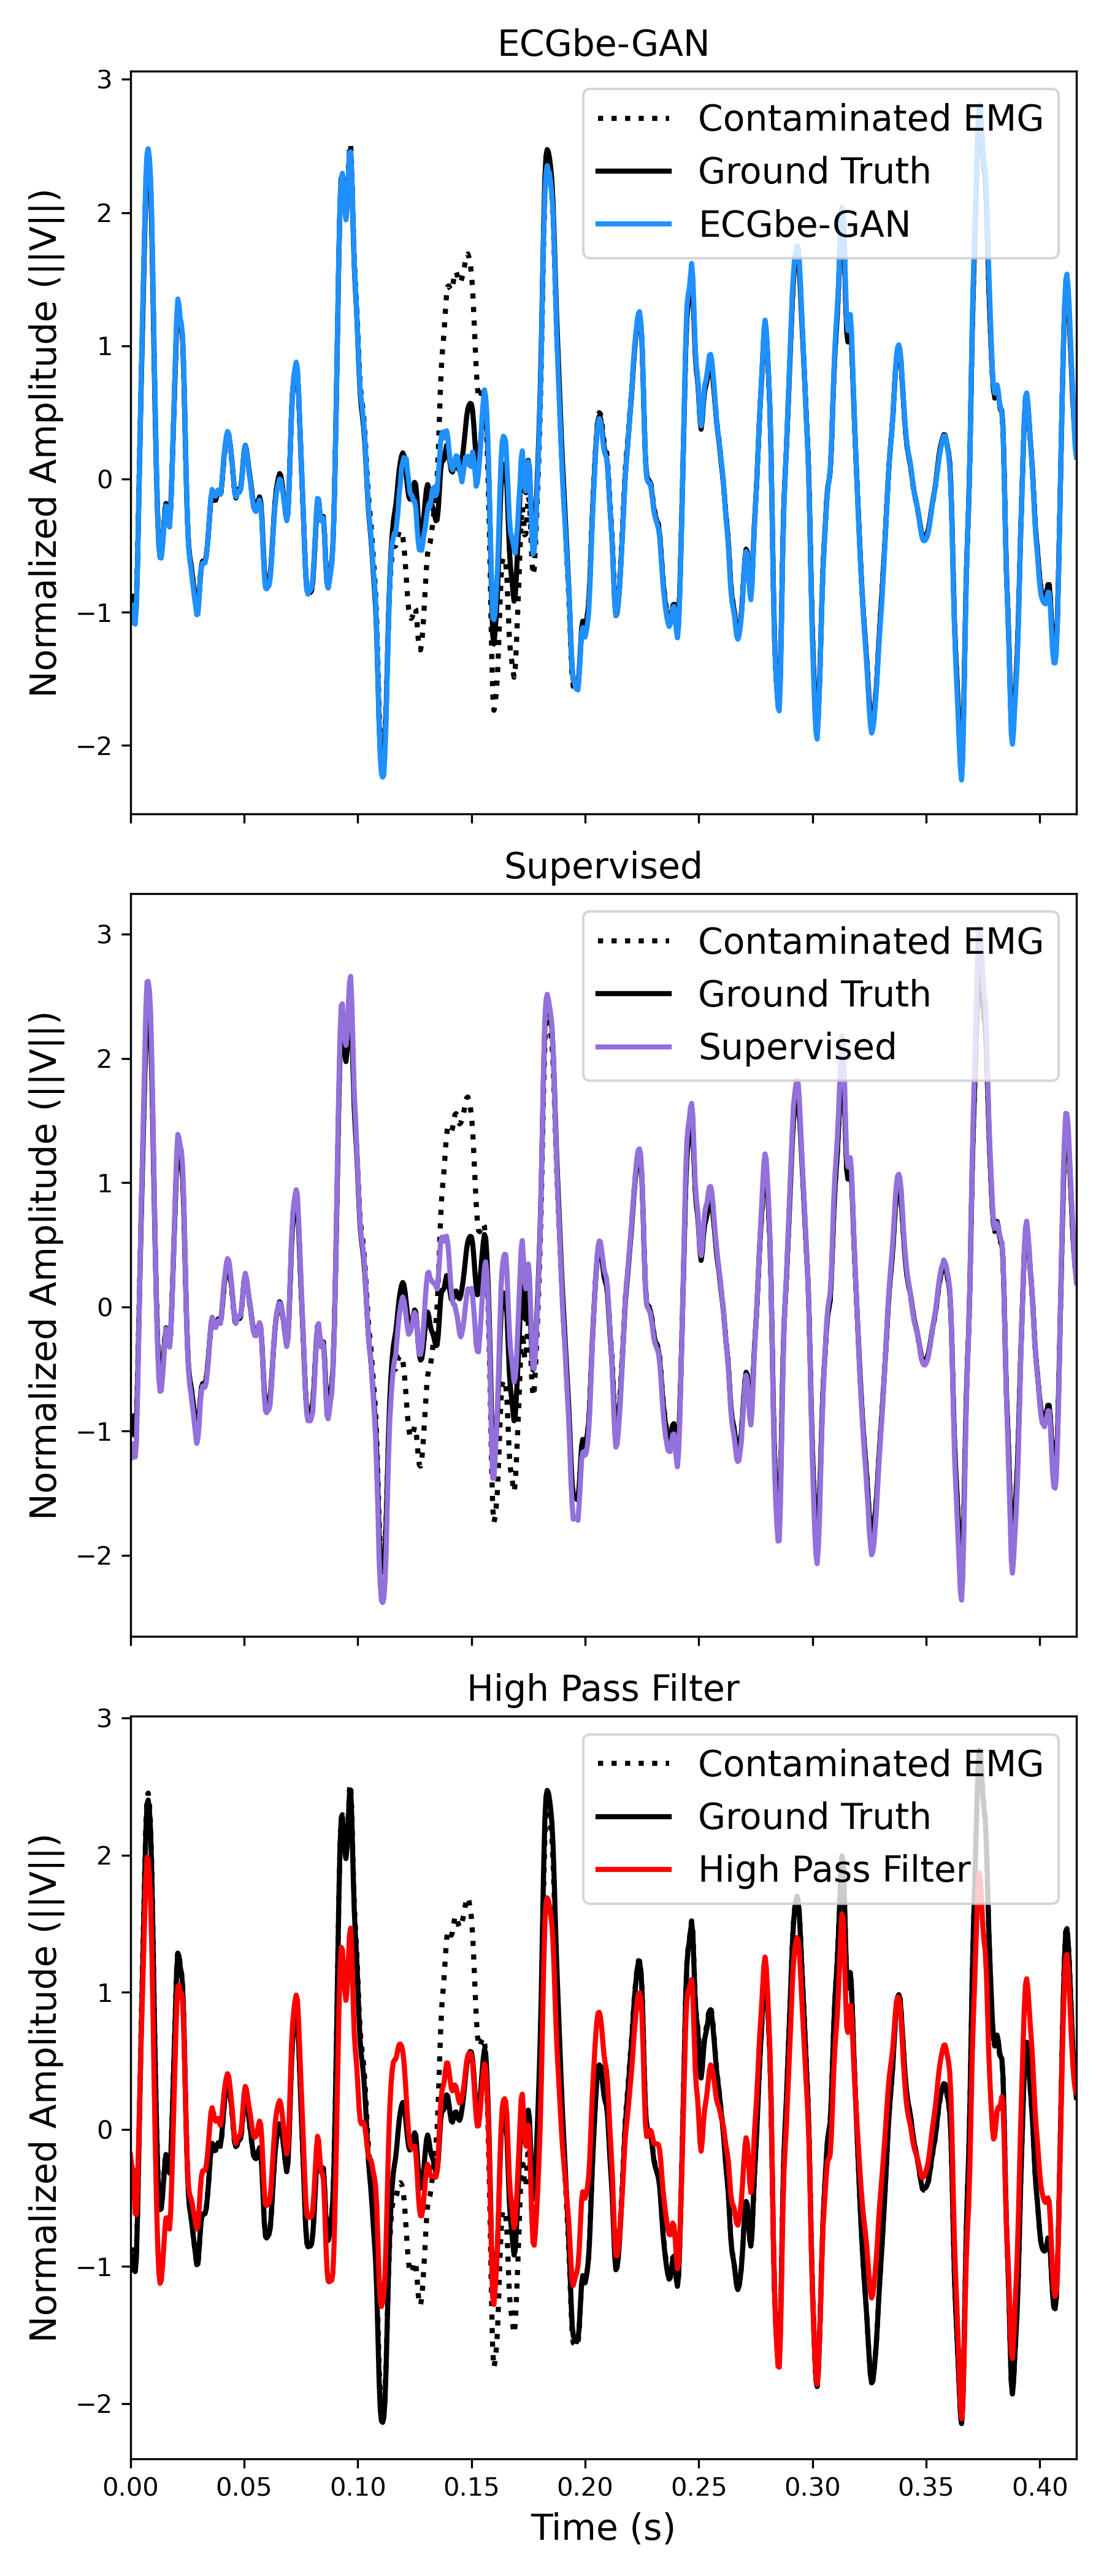 ECGbe-GAN
3
2
1
0
−1
−2
Normalized Amplitude (||V||)
Contaminated EMG
Ground Truth
ECGbe-GAN
Supervised
3
2
1
0
−1
−2
Normalized Amplitude (||V||)
Contaminated EMG
Ground Truth
Supervised
High Pass Filter
3
2
1
0
−1
−2
Normalized Amplitude (||V||)
Contaminated EMG
Ground Truth
High Pass Filter
0.00 0.05 0.10 0.15 0.20 0.25 0.30 0.35 0.40
Time (s)